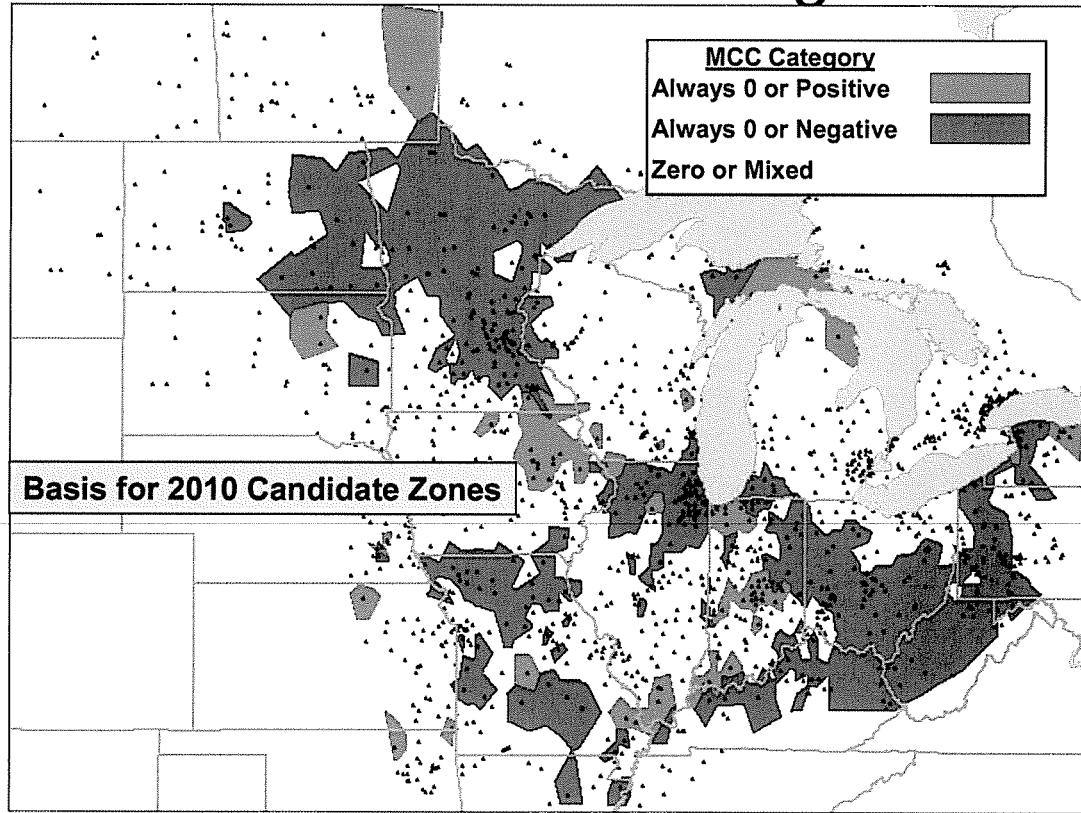 MCC Category
Always 0 or Positive
Always 0 or Negative
Zero or Mixed
Basis for 2010 Candidate Zones